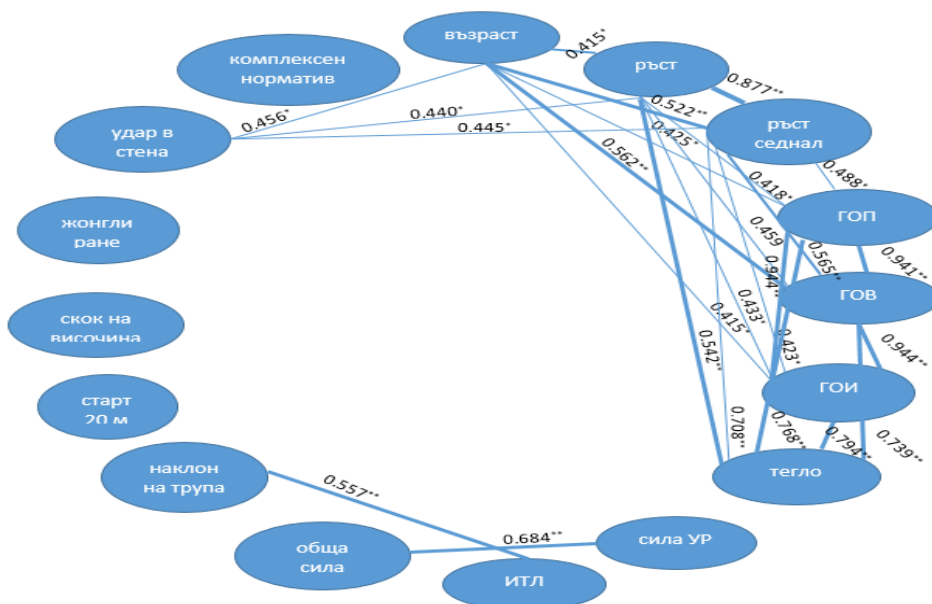 възраст
0.415*
ръст
комплексен
норматив
0.877**
0.522**
0.456*
0.440*
0.445*
0.425*
удар в
стена
ръст
седнал
0.562**
0.418*
0.488*
жонгли
ране
ГОП
0.459
0.565**
0.941**
0.944**
ГОВ
скок на
височина
0.415*
0.433*
0.542**
0.423*
0.944**
ГОИ
старт
20 м
0.708**
0.768**
0.794**
0.739**
наклон
на трупа
тегло
0.557**
0.684**
обща
сила
сила УР
ИТЛ